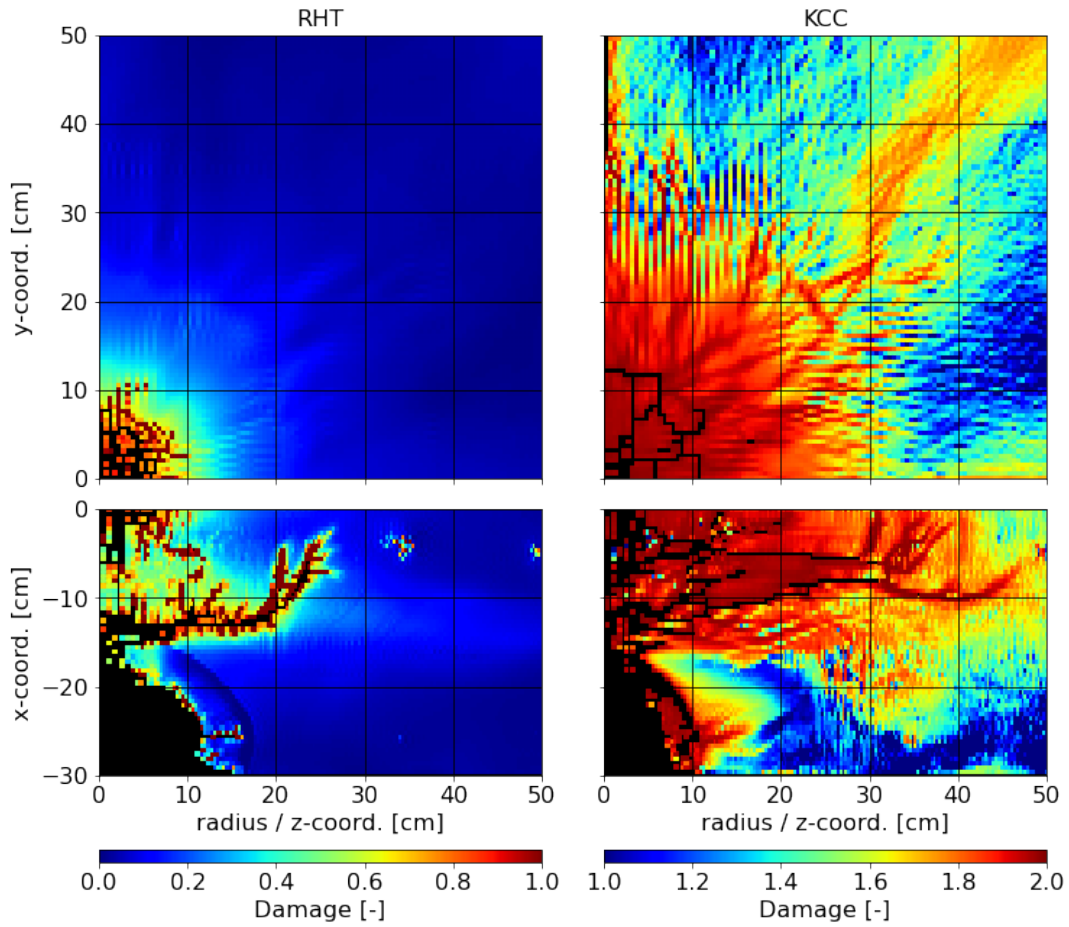 RHT KCC
50
40
30
20
10
0
y-coord. [cm]
0
−10
−20
−30
x-coord. [cm]
0 10 20 30 40 50 0 10 20 30 40 50
radius / z-coord. [cm] radius / z-coord. [cm]
0.0 0.2 0.4 0.6 0.8 1.0 1.0 1.2 1.4 1.6 1.8 2.0
Damage [-] Damage [-]